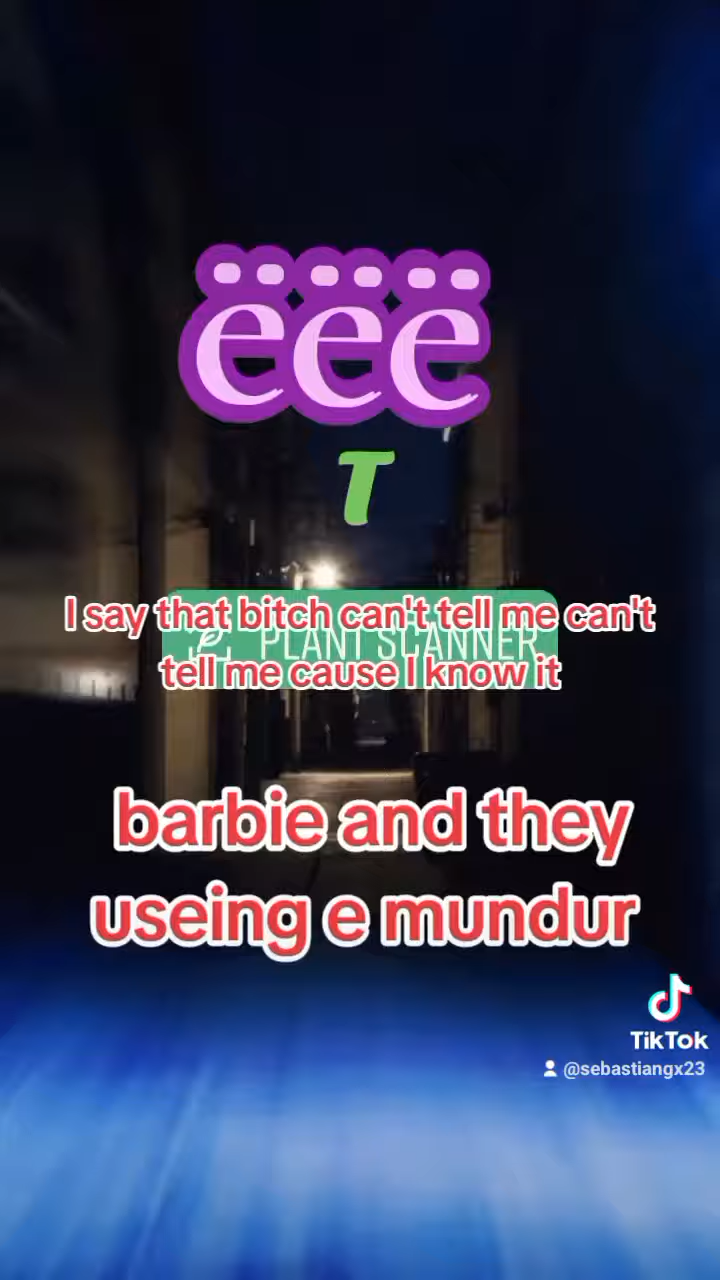 ëëë
T
I say that bitch can't tell me can't
PLANT SCANNER
tell me cause I know it
barbie and they
useing e mundur
TikTok
@sebastiangx23